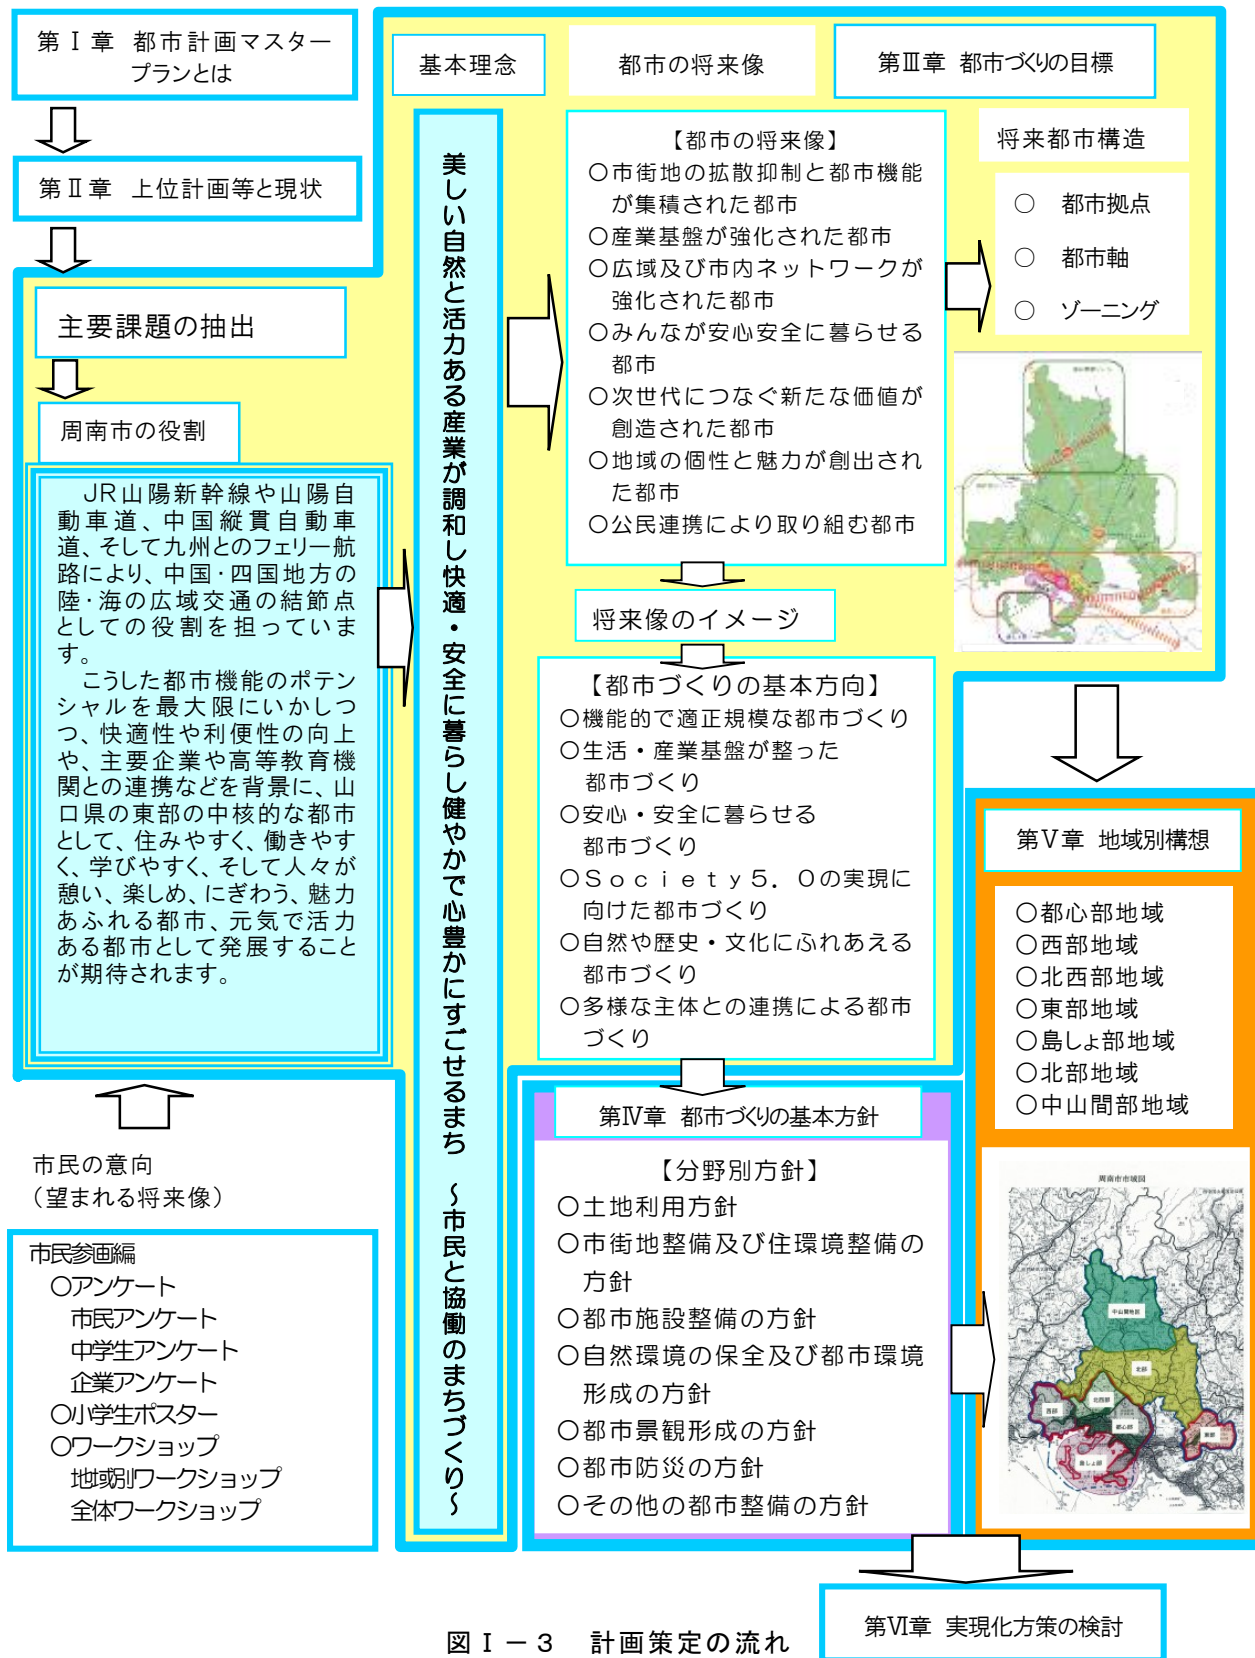 第Ⅰ章 都市計画マスター
プランとは
第Ⅱ章 上位計画等と現状
主要課題の抽出
周南市の役割
JR山陽新幹線や山陽自
動車道、中国縦貫自動車
道、そして九州とのフェリー航
路により、中国・四国地方の
陸・海の広域交通の結節点
としての役割を担っていま
す。
こうした都市機能のポテン
シャルを最大限にいかしつ
つ、快適性や利便性の向上
や、主要企業や高等教育機
関との連携などを背景に、山
口県の東部の中核的な都市
として、住みやすく、働きやす
く、学びやすく、そして人々が
憩い、楽しめ、にぎわう、魅力
あふれる都市、元気で活力
ある都市として発展すること
が期待されます。
市民の意向
（望まれる将来像）
市民参画編
〇アンケート
市民アンケート
中学生アンケート
企業アンケート
〇小学生ポスター
〇ワークショップ
地域別ワークショップ
全体ワークショップ
基本理念
美しい自然と活力ある産業が調和し快適・安全に暮らし健やかで心豊かにすごせるまち ～市民と協働のまちづくり～
都市の将来像
第Ⅲ章 都市づくりの目標
【都市の将来像】
〇市街地の拡散抑制と都市機能
が集積された都市
〇産業基盤が強化された都市
〇広域及び市内ネットワークが
強化された都市
〇みんなが安心安全に暮らせる
都市
〇次世代につなぐ新たな価値が
創造された都市
〇地域の個性と魅力が創出され
た都市
〇公民連携により取り組む都市
将来像のイメージ
【都市づくりの基本方向】
〇機能的で適正規模な都市づくり
〇生活・産業基盤が整った
都市づくり
〇安心・安全に暮らせる
都市づくり
〇Ｓｏｃｉｅｔｙ５．０の実現に
向けた都市づくり
〇自然や歴史・文化にふれあえる
都市づくり
〇多様な主体との連携による都市
づくり
将来都市構造
〇 都市拠点
〇 都市軸
〇 ゾーニング
第Ⅳ章 都市づくりの基本方針
【分野別方針】
〇土地利用方針
〇市街地整備及び住環境整備の
方針
〇都市施設整備の方針
〇自然環境の保全及び都市環境
形成の方針
〇都市景観形成の方針
〇都市防災の方針
〇その他の都市整備の方針
第Ⅴ章 地域別構想
〇都心部地域
〇西部地域
〇北西部地域
〇東部地域
〇島しょ部地域
〇北部地域
〇中山間部地域
周南市市域図
中山間地部
北部
北西部
西部
都心部
東部
島しょ部
第Ⅵ章 実現化方策の検討
図Ⅰ－３ 計画策定の流れ